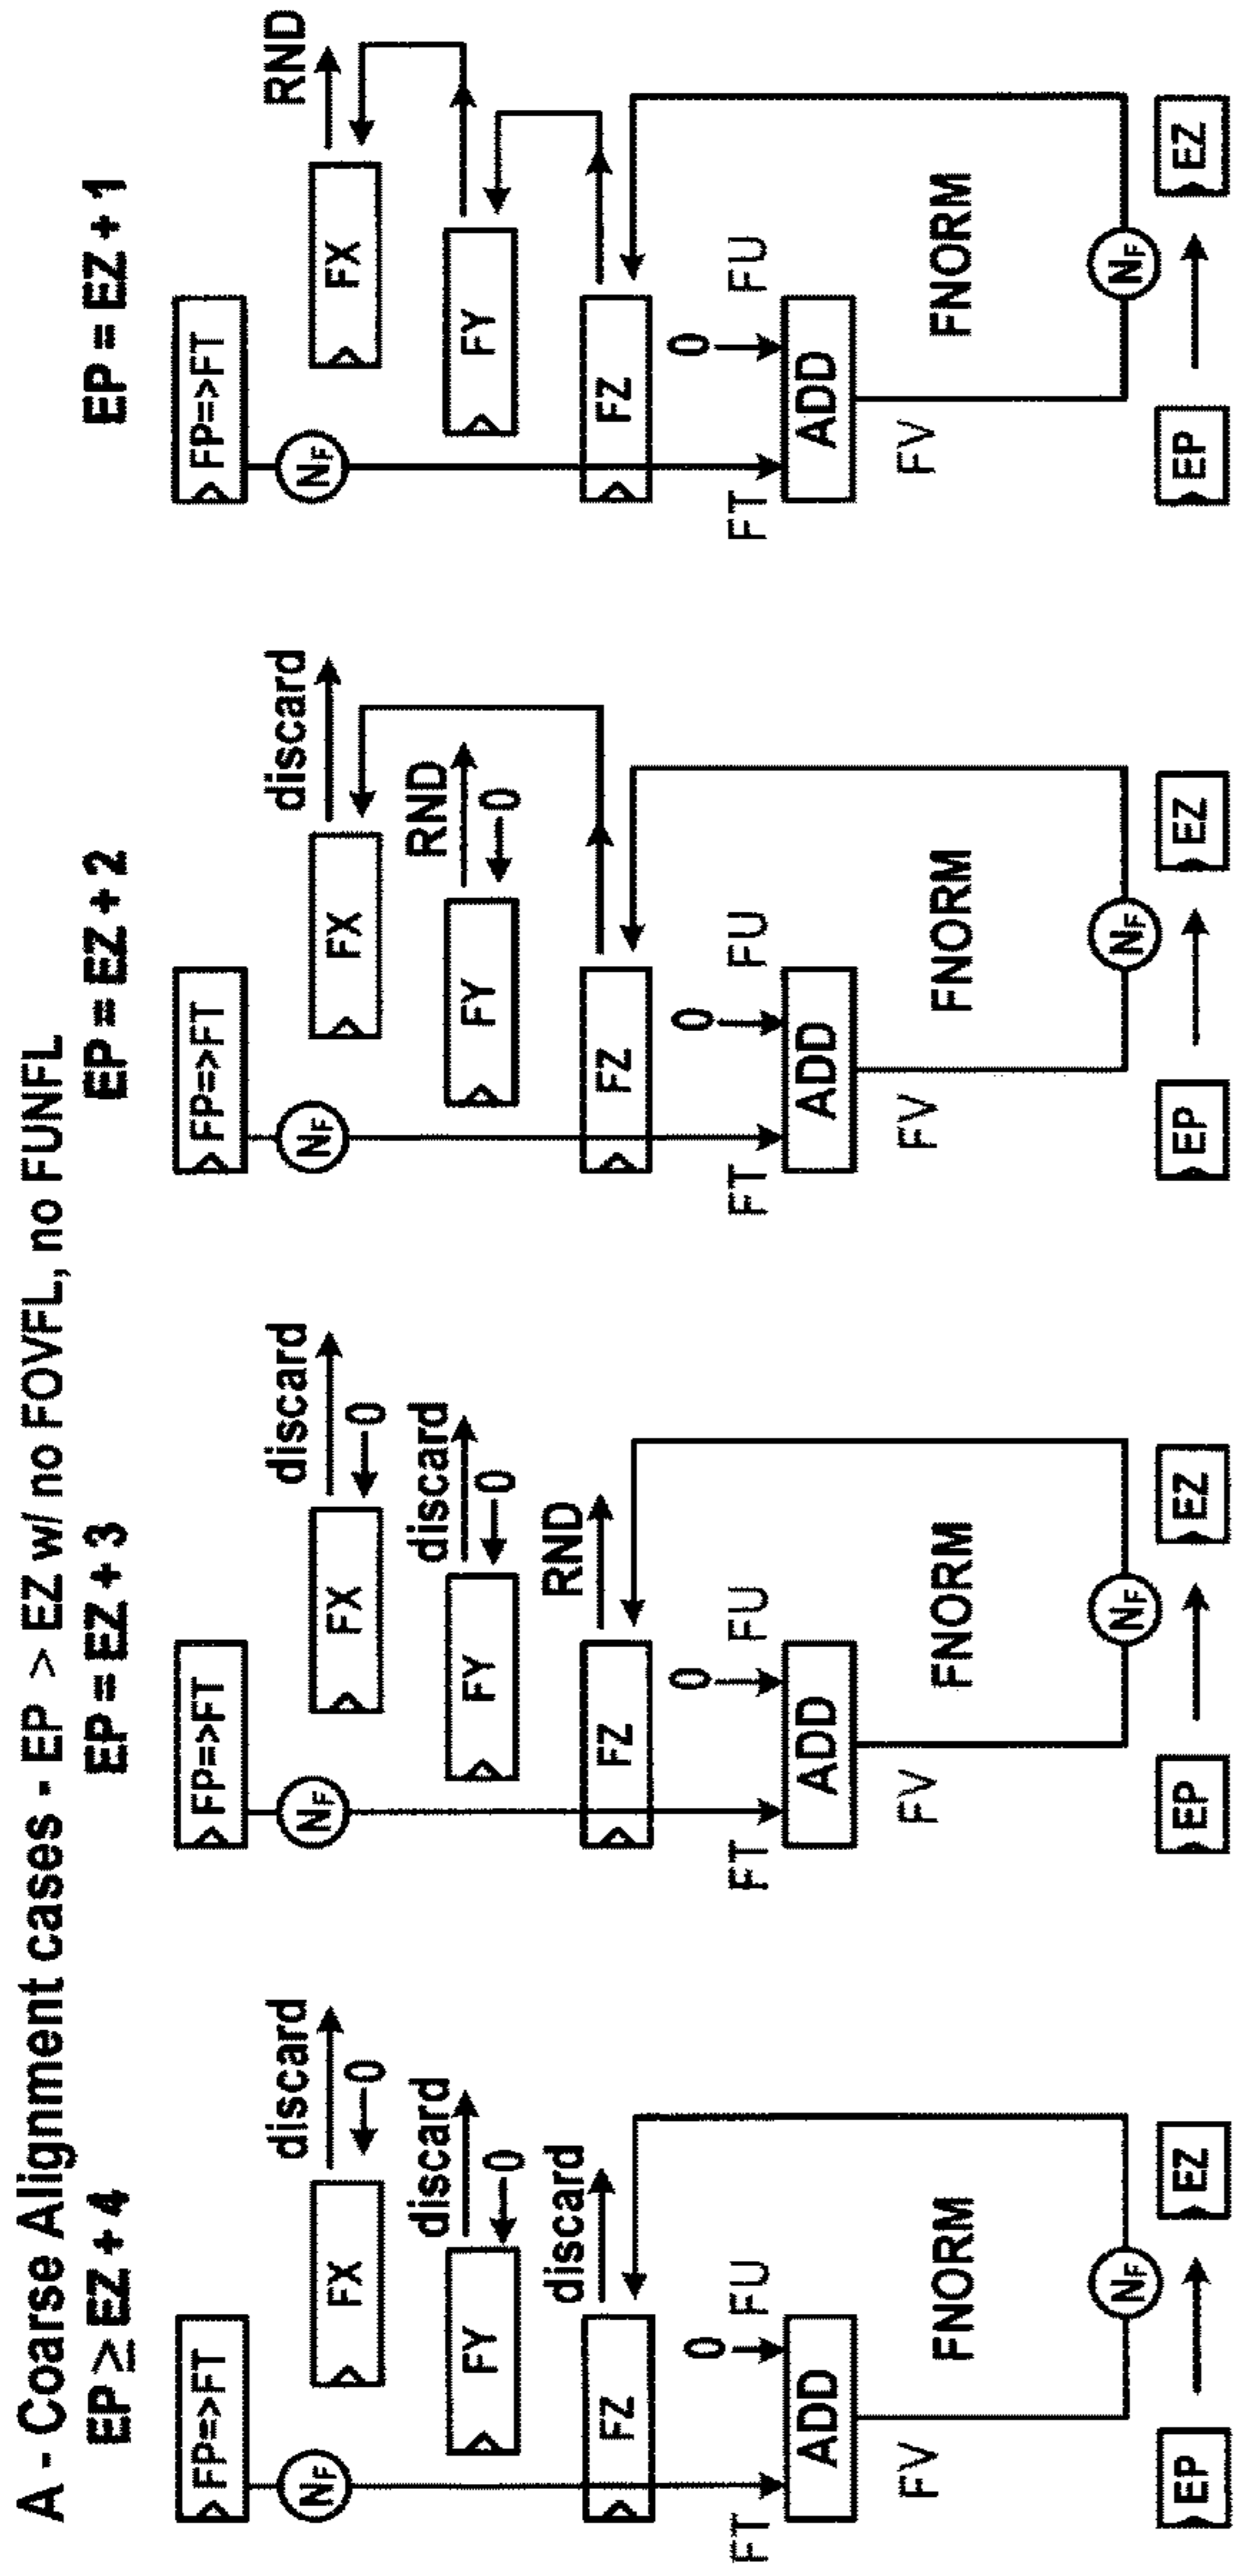 A - Coarse Alignment cases - EP > EZ w/ no FOVFL, no FUNFL
EP ≥ EZ + 4
FP=>FT
NF
FX
discard
0
FY
discard
0
FZ
discard
0
FT
FU
ADD
FV
FNORM
NF
EP
EZ
EP = EZ + 3
FP=>FT
NF
FX
discard
0
FY
discard
0
FZ
RND
0
FT
FU
ADD
FV
FNORM
NF
EP
EZ
EP = EZ + 2
FP=>FT
NF
FX
discard
FY
RND
0
FZ
0
FT
FU
ADD
FV
FNORM
NF
EP
EZ
EP = EZ + 1
FP=>FT
NF
FX
RND
FY
FZ
0
FT
FU
ADD
FV
FNORM
NF
EP
EZ